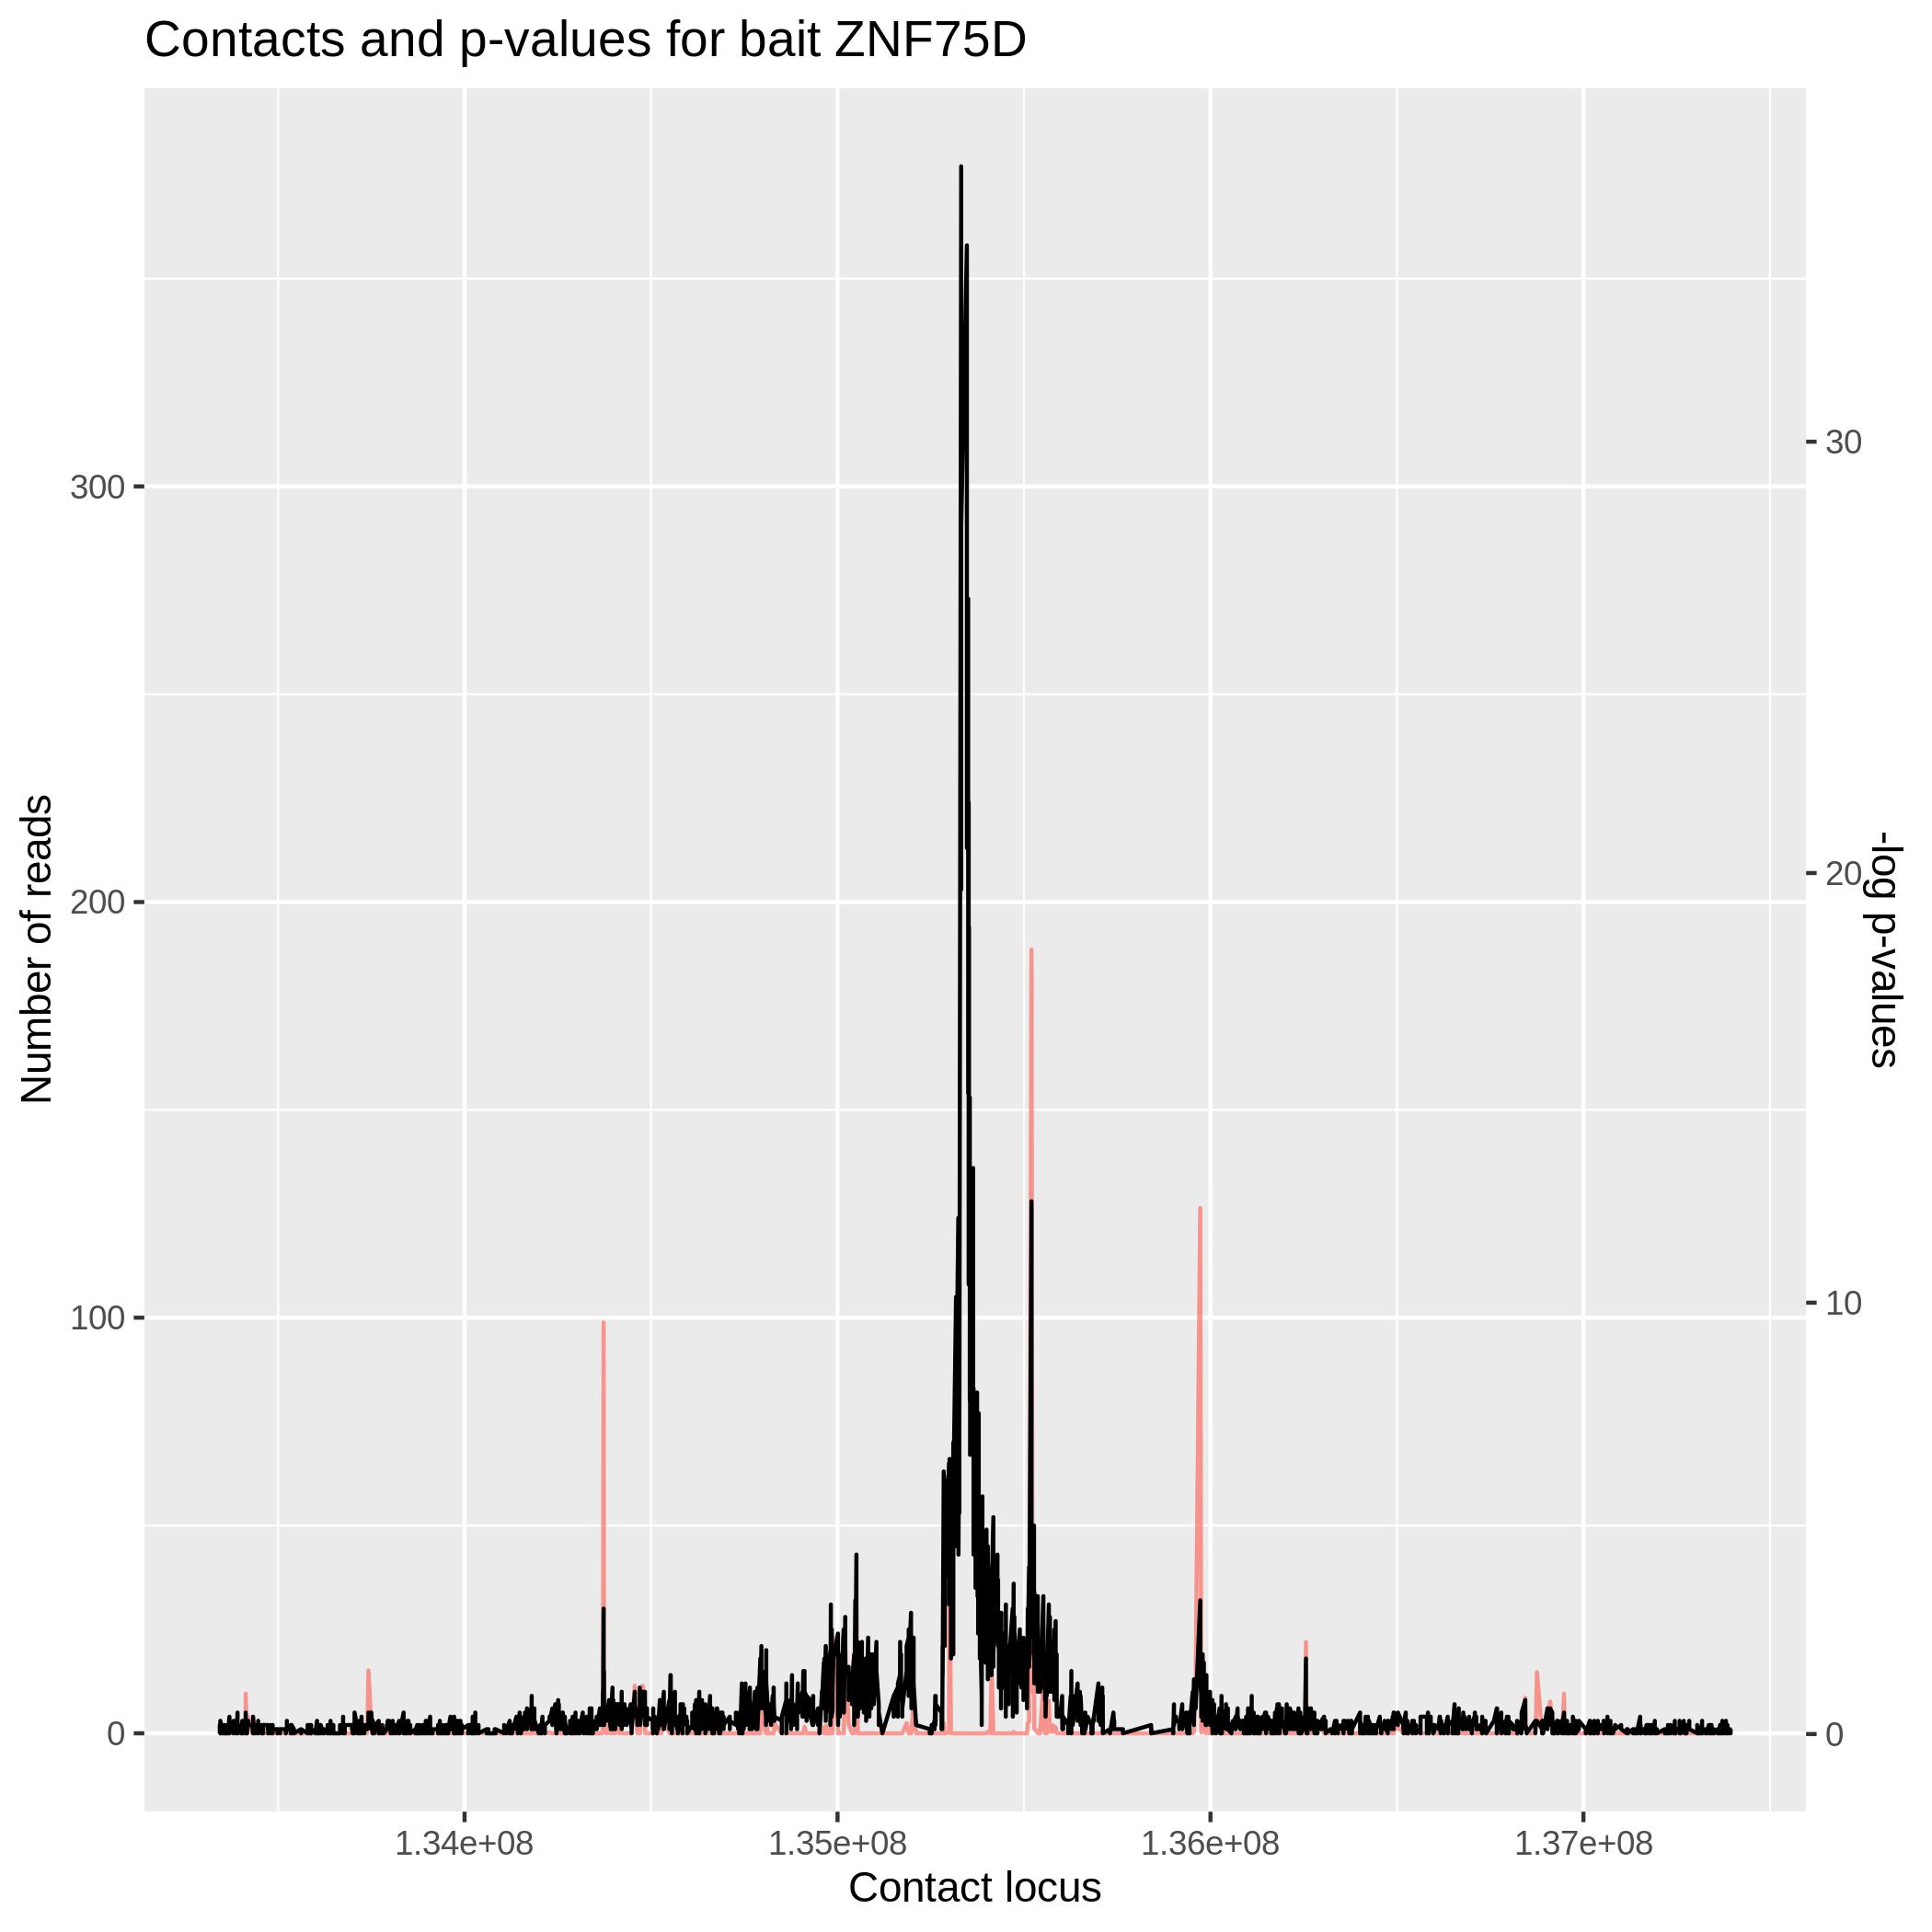 Contacts and p-values for bait ZNF75D
Number of reads
300
200
100
0
30
20
10
0
-log p-values
1.34e+08
1.35e+08
1.36e+08
1.37e+08
Contact locus